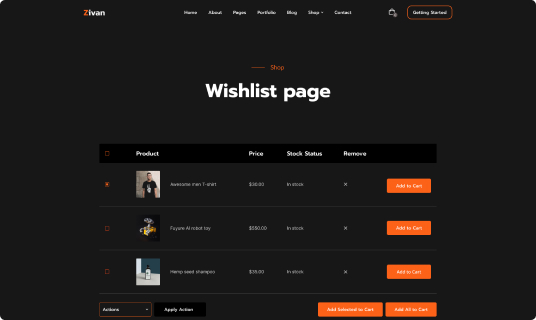 Zivan
Home About Pages Portfolio Blog Shop Contact
Getting Started
Shop
Wishlist page
Product Price Stock Status Remove
Awesome men T-shirt $30.00 In stock × Add to Cart
Fuyore AI robot toy $550.00 In stock × Add to Cart
Hemp seed shampoo $35.00 In stock × Add to Cart
Actions Apply Action Add Selected to Cart Add All to Cart